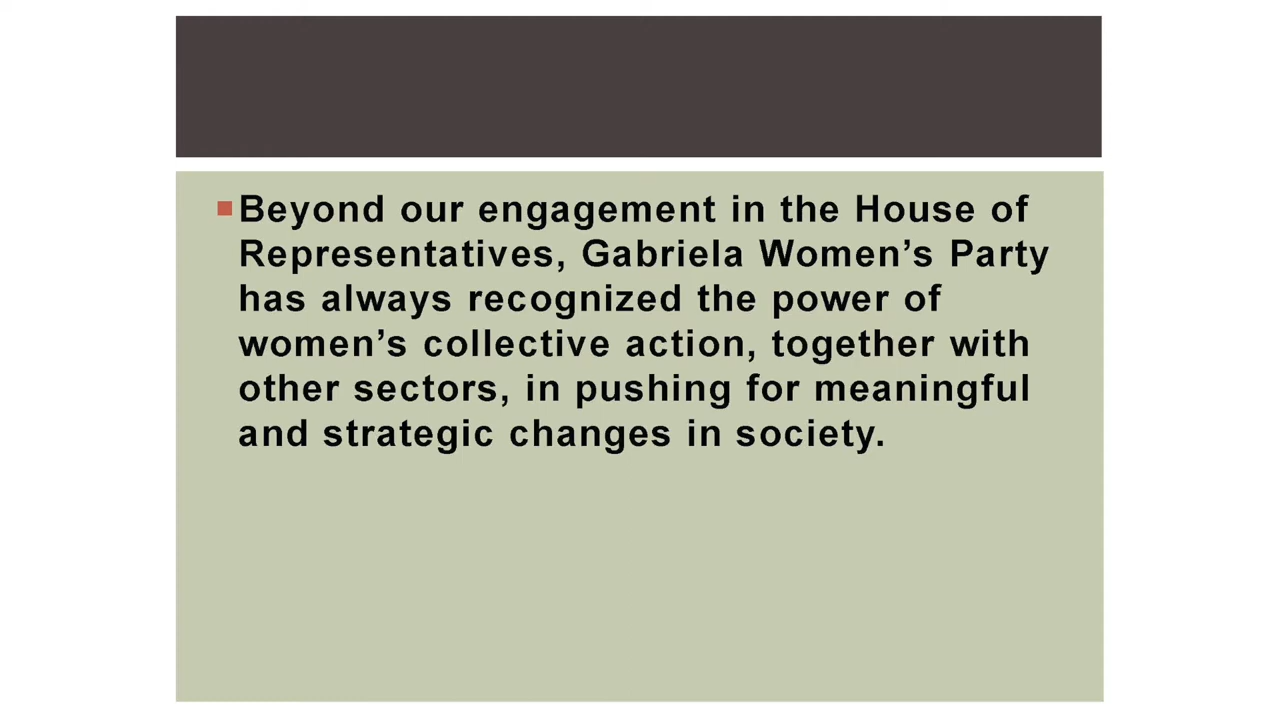 Beyond our engagement in the House of
Representatives, Gabriela Women’s Party
has always recognized the power of
women’s collective action, together with
other sectors, in pushing for meaningful
and strategic changes in society.